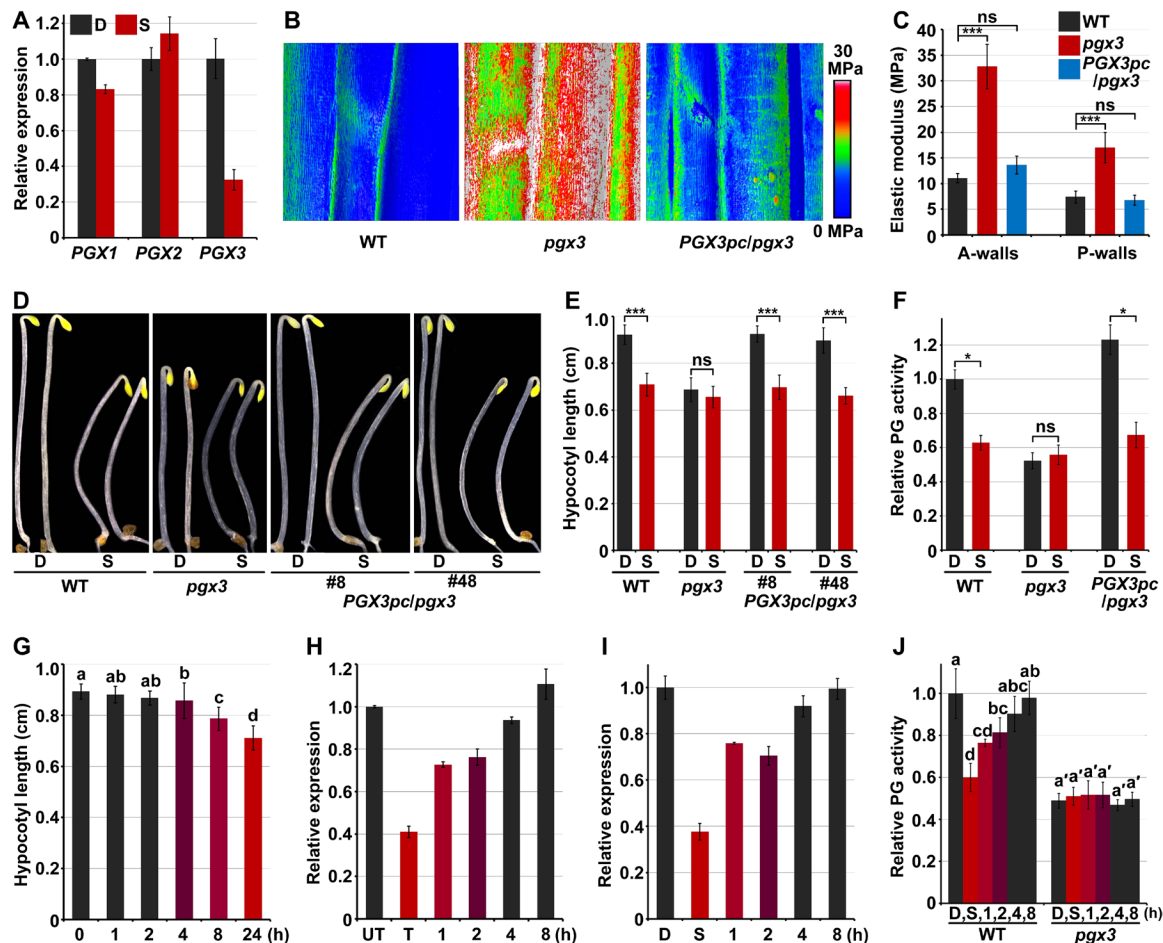 A
D S
Relative expression
1.2
1.0
0.8
0.6
0.4
0.2
0
PGX1 PGX2 PGX3
B
30
MPa
0 MPa
WT pgx3 PGX3pc/pgx3
C
WT
pgx3
PGX3pc
/pgx3
Elastic modulus (MPa)
40
35
30
25
20
15
10
5
0
ns
***
ns
***
A-walls P-walls
D
D S D S D S D S
WT pgx3 #8 #48
PGX3pc/pgx3
E
Hypocotyl length (cm)
1.0
0.8
0.6
0.4
0.2
0
*** ns *** ***
D S D S D S D S
WT pgx3 #8 #48
PGX3pc/pgx3
F
Relative PG activity
1.2
1.0
0.8
0.6
0.4
0.2
0
* ns *
D S D S D S
WT pgx3 PGX3pc
/pgx3
G
Hypocotyl length (cm)
1.0
0.8
0.6
0.4
0.2
0
a ab ab b c d
0 1 2 4 8 24 (h)
H
Relative expression
1.2
1.0
0.8
0.6
0.4
0.2
0
UT T 1 2 4 8 (h)
I
Relative expression
1.0
0.8
0.6
0.4
0.2
0
D S 1 2 4 8 (h)
J
Relative PG activity
1.0
0.8
0.6
0.4
0.2
0
a d cd bc abc ab
a′ a′ a′ a′ a′ a′
D,S,1,2,4,8 D,S,1,2,4,8 (h)
WT pgx3